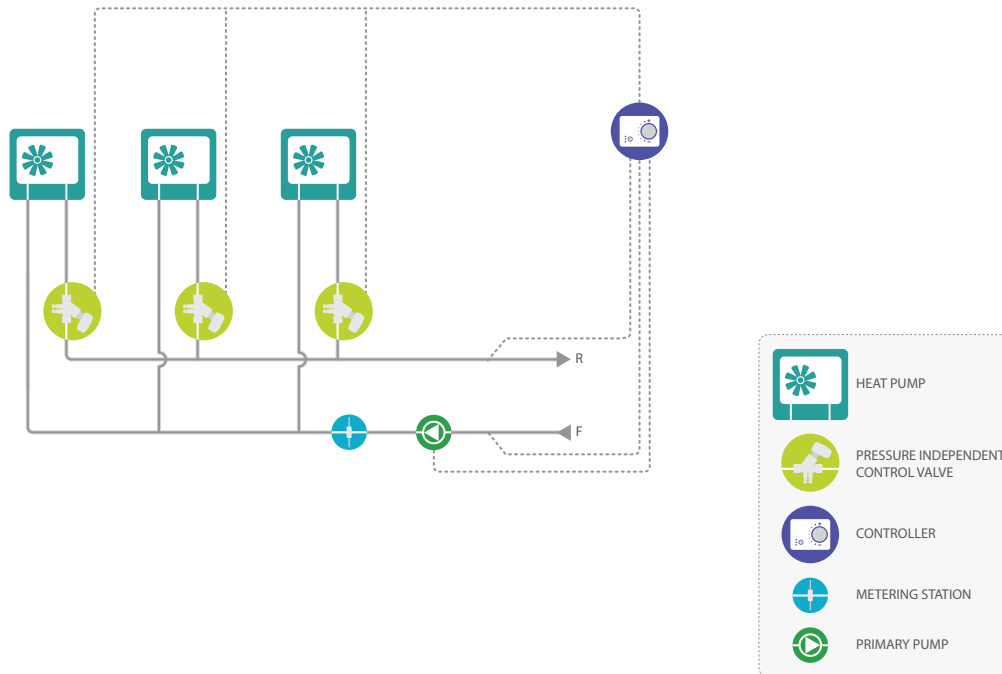 R
F
HEAT PUMP
PRESSURE INDEPENDENT
CONTROL VALVE
CONTROLLER
METERING STATION
PRIMARY PUMP